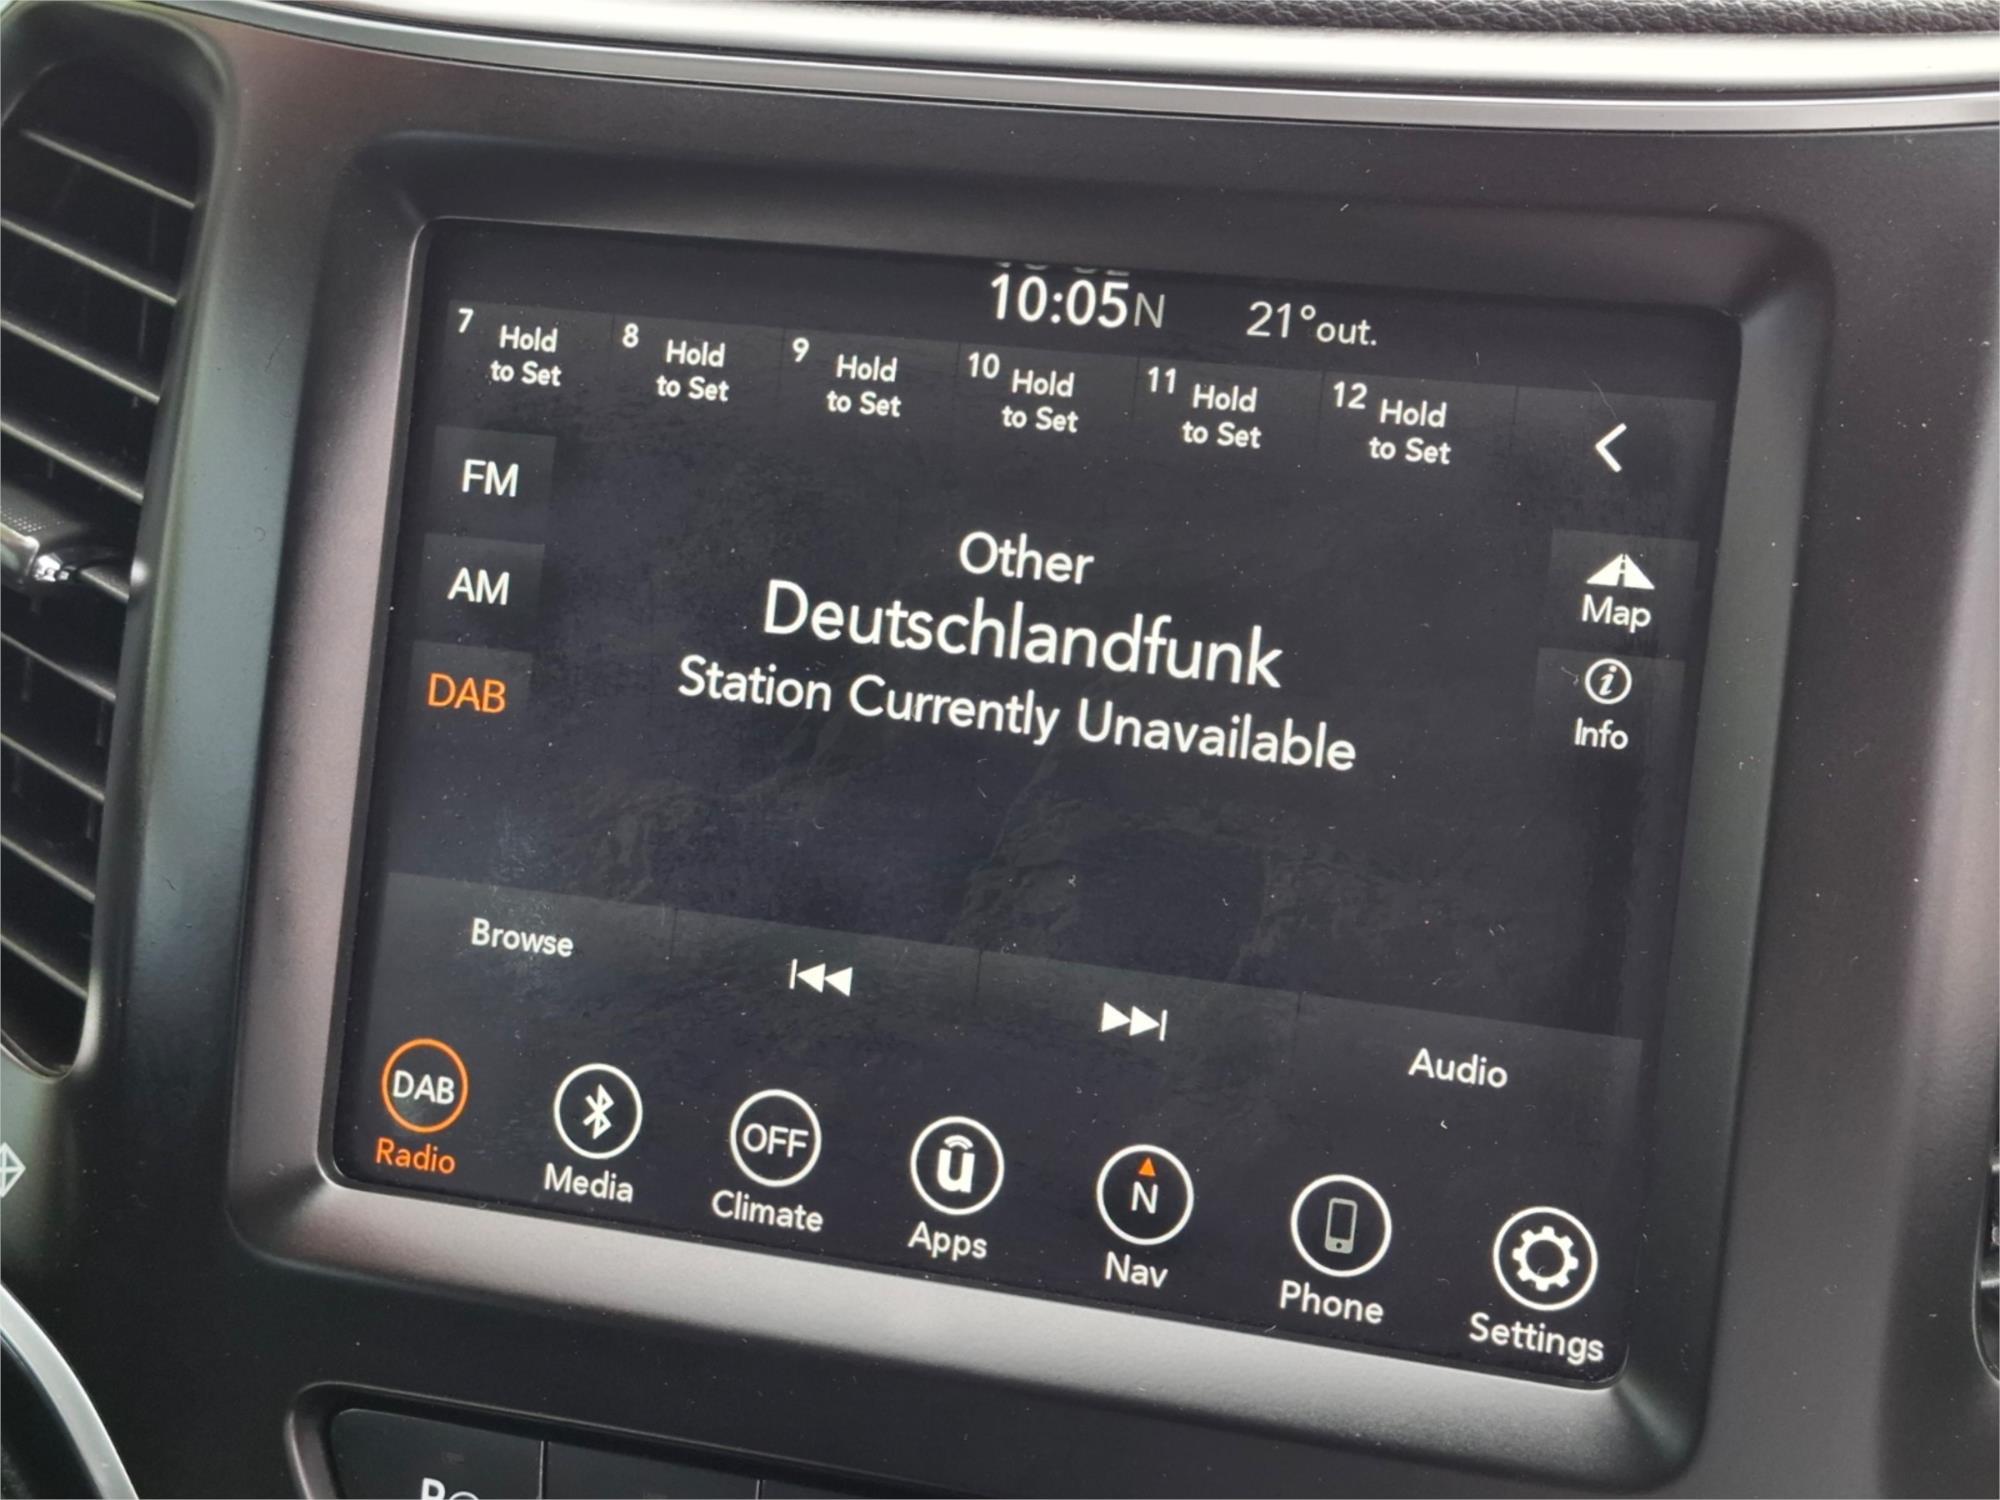 10:05 N 21°out.
7 Hold to Set
8 Hold to Set
9 Hold to Set
10 Hold to Set
11 Hold to Set
12 Hold to Set
FM
AM
DAB
Other
Deutschlandfunk
Station Currently Unavailable
Map
Info
Browse
Audio
DAB
Radio
Media
OFF
Climate
u
Apps
N
Nav
Phone
Settings